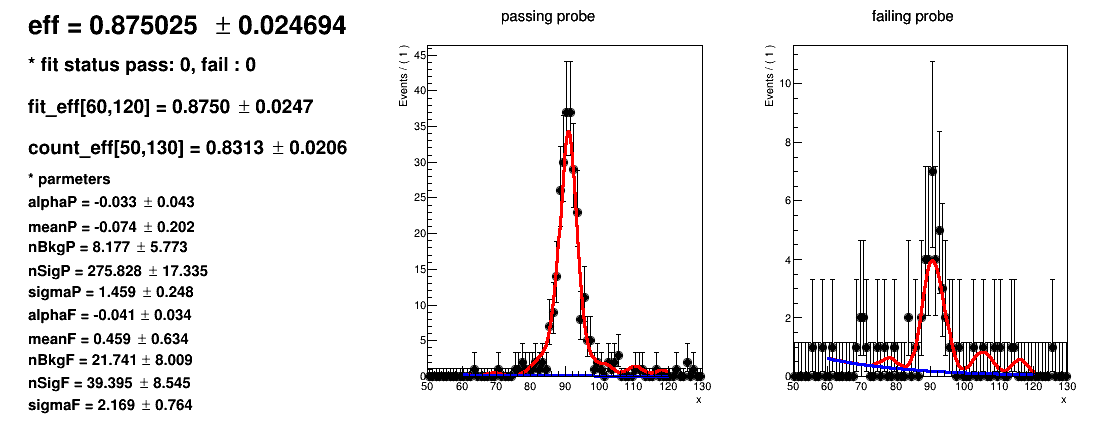 eff = 0.875025 ± 0.024694
* fit status pass: 0, fail : 0
fit_eff[60,120] = 0.8750 ± 0.0247
count_eff[50,130] = 0.8313 ± 0.0206
* parmeters
alphaP = -0.033 ± 0.043
meanP = -0.074 ± 0.202
nBkgP = 8.177 ± 5.773
nSigP = 275.828 ± 17.335
sigmaP = 1.459 ± 0.248
alphaF = -0.041 ± 0.034
meanF = 0.459 ± 0.634
nBkgF = 21.741 ± 8.009
nSigF = 39.395 ± 8.545
sigmaF = 2.169 ± 0.764
passing probe
Events / ( 1 )
45
40
35
30
25
20
15
10
5
0
50 60 70 80 90 100 110 120 130
x
failing probe
Events / ( 1 )
10
8
6
4
2
0
50 60 70 80 90 100 110 120 130
x